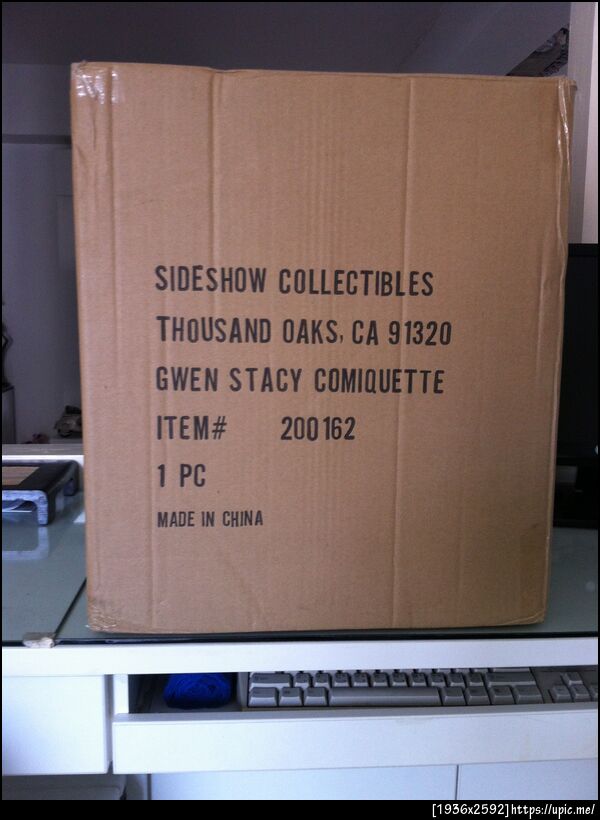 SIDESHOW COLLECTIBLES
THOUSAND OAKS, CA 91320
GWEN STACY COMIQUETTE
ITEM# 200162
1 PC
MADE IN CHINA
[1936x2592]https://upic.me/